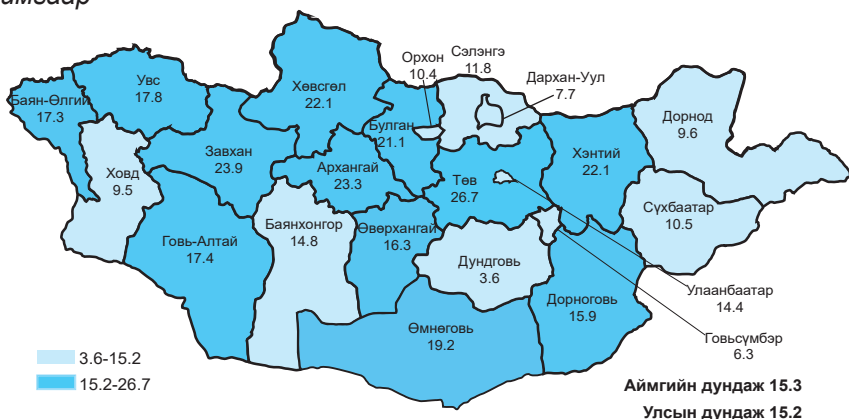 Орхон
10.4
Сэлэнгэ
11.8
Дархан-Уул
7.7
Увс
17.8
Хөвсгөл
22.1
Баян-Өлгий
17.3
Булган
21.1
Дорнод
9.6
Завхан
23.9
Архангай
23.3
Хэнтий
22.1
Ховд
9.5
Төв
26.7
Сүхбаатар
10.5
Баянхонгор
14.8
Өвөрхангай
16.3
Говь-Алтай
17.4
Дундговь
3.6
Улаанбаатар
14.4
Дорноговь
15.9
Говьсүмбэр
6.3
Өмнөговь
19.2
3.6-15.2
15.2-26.7
Аймгийн дундаж 15.3
Улсын дундаж 15.2